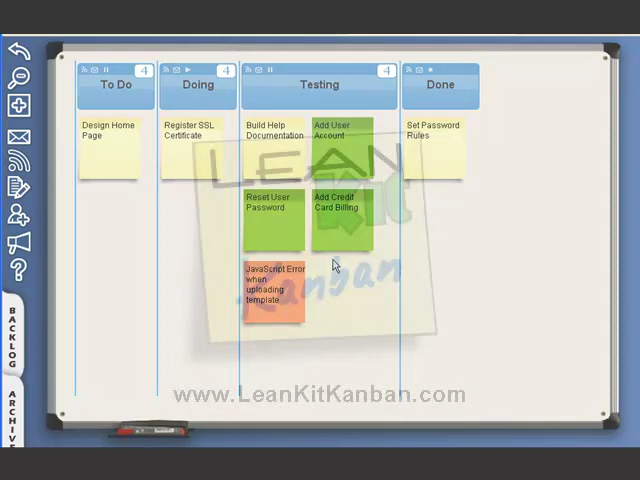 4
To Do
4
Doing
4
Testing
Done
Design Home
Page
Register SSL
Certificate
Build Help
Documentation
Add User
Account
Set Password
Rules
Reset User
Password
Add Credit
Card Billing
JavaScript Error
when
uploading
template
LEAN
Kit
Kanban
BACKLOG
ARCHIVE
www.LeanKitKanban.com